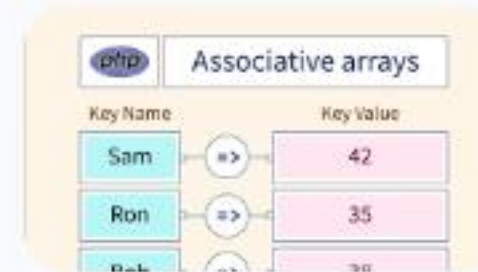 php Associative arrays
Key Name Key Value
Sam => 42
Ron => 35
=>